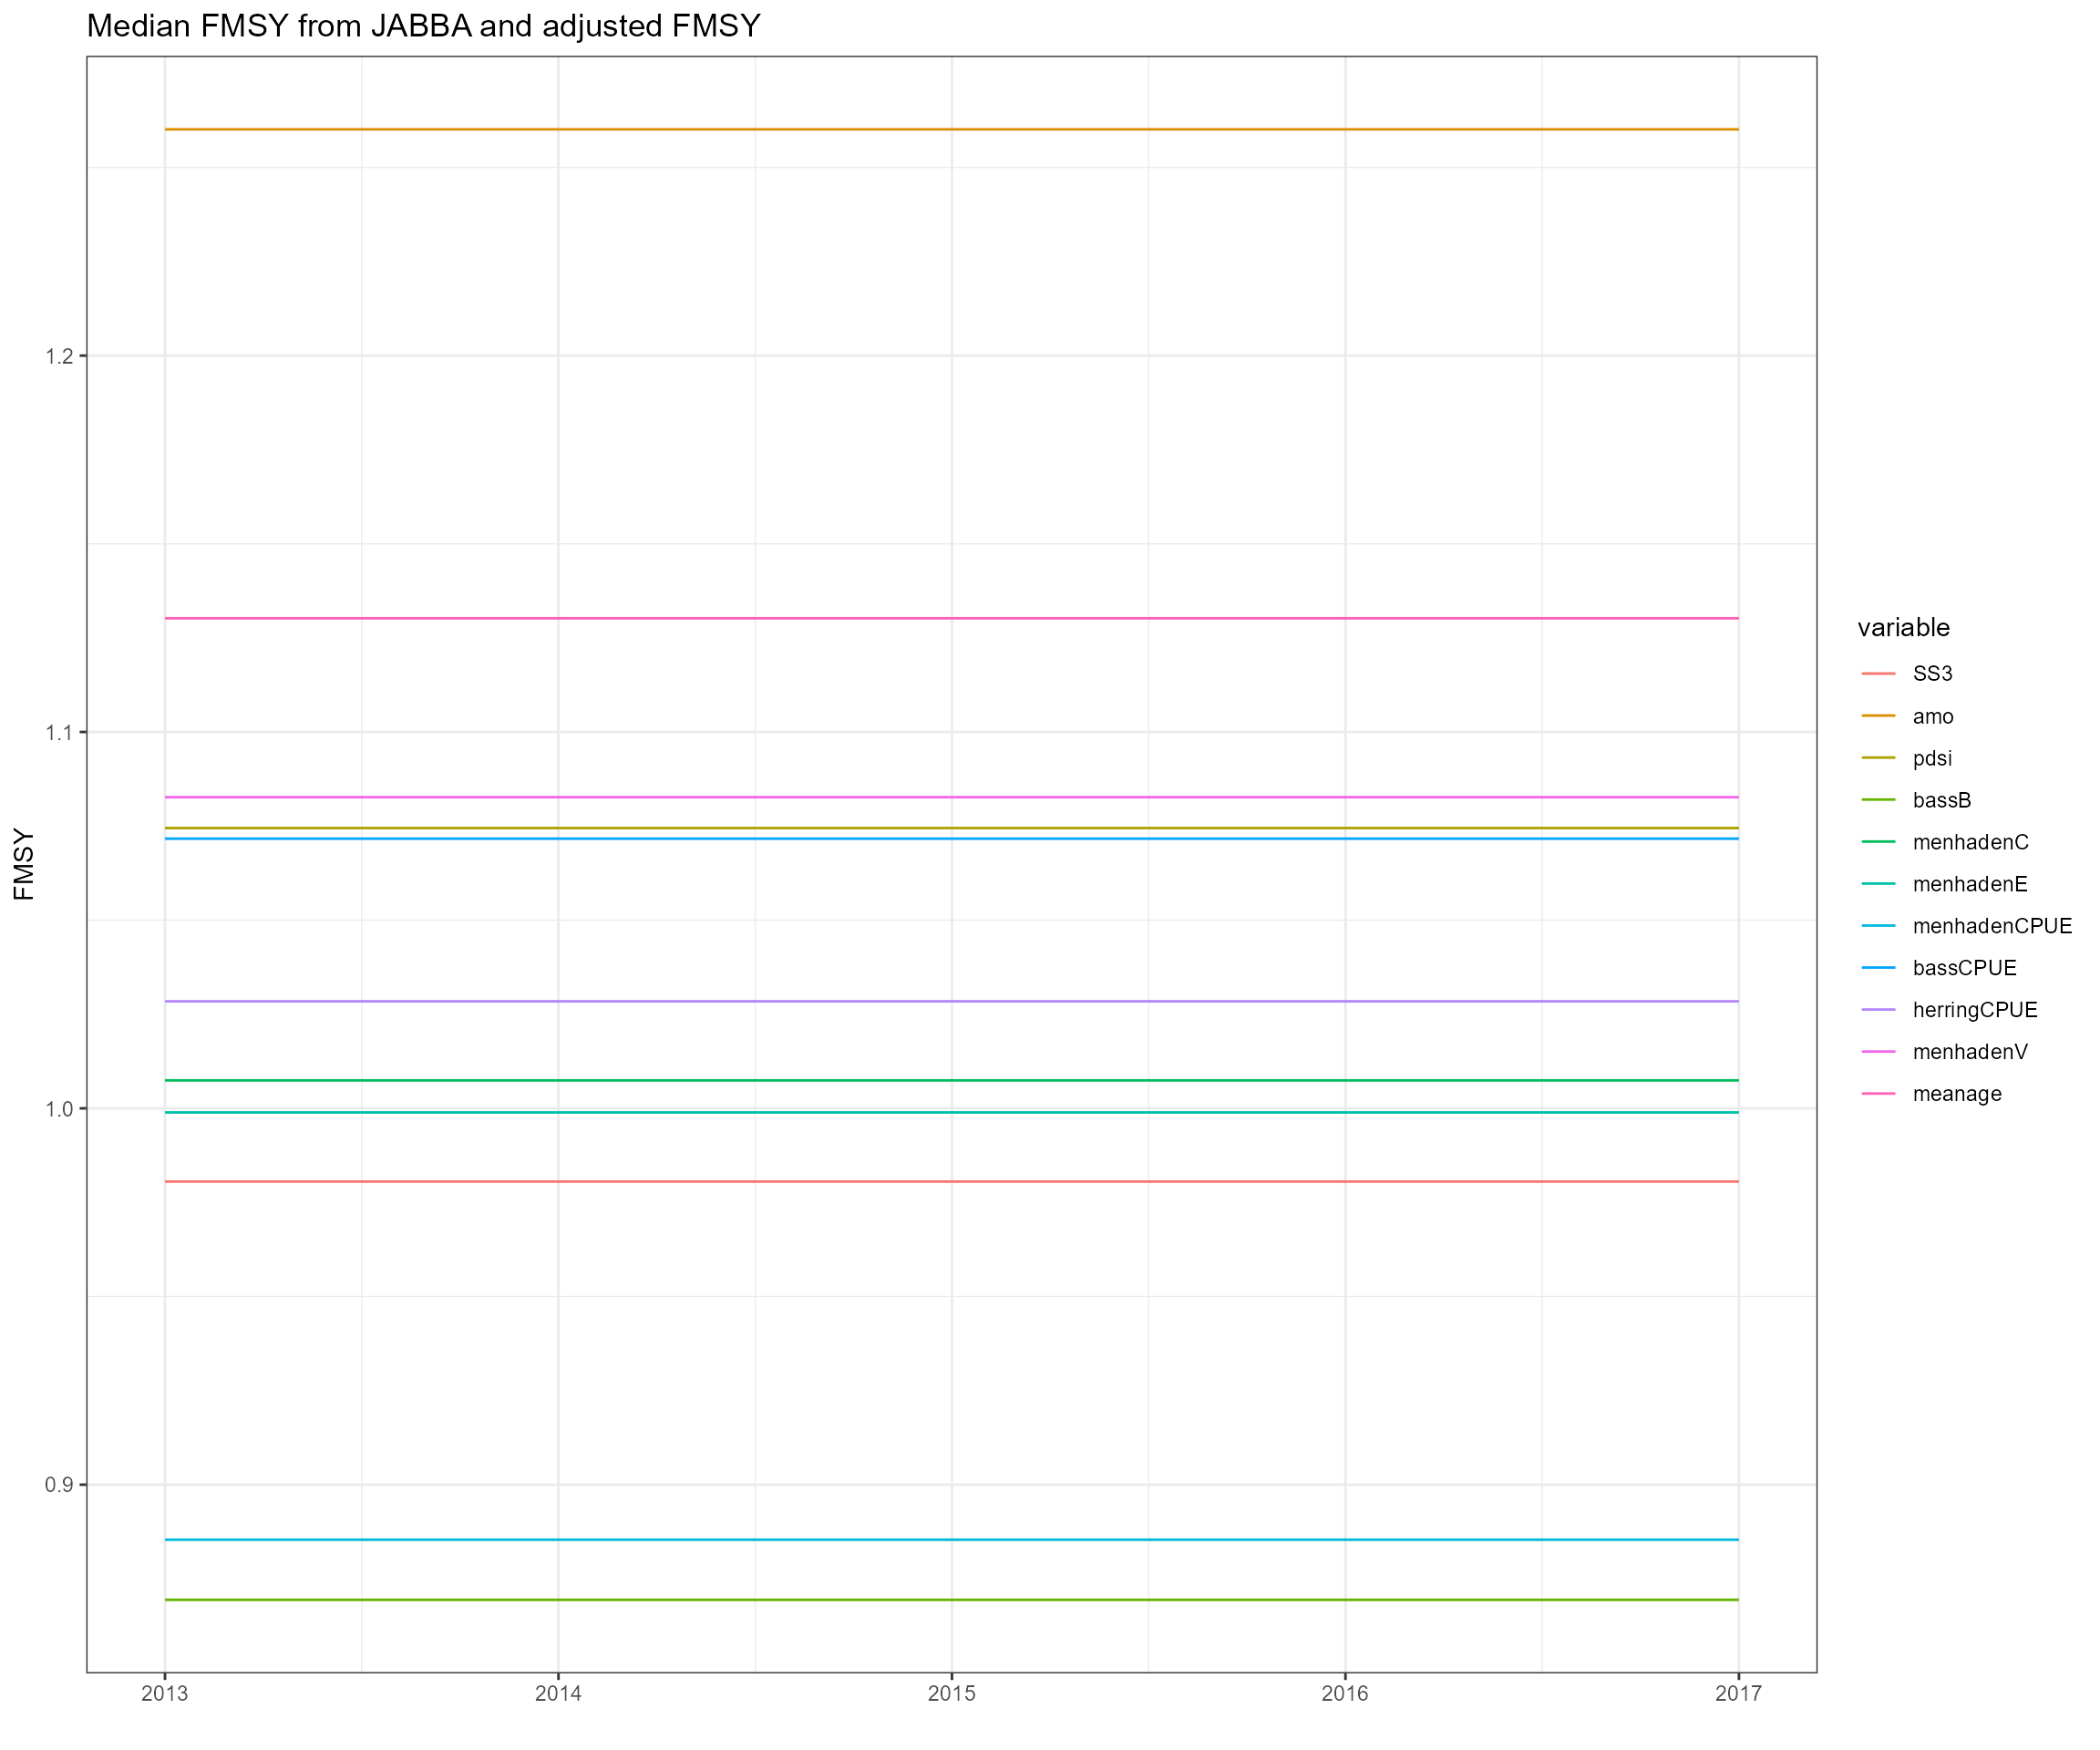 Median FMSY from JABBA and adjusted FMSY
FMSY
1.2
1.1
1.0
0.9
2013
2014
2015
2016
2017
variable
SS3
amo
pdsi
bassB
menhadenC
menhadenE
menhadenCPUE
bassCPUE
herringCPUE
menhadenV
meanage